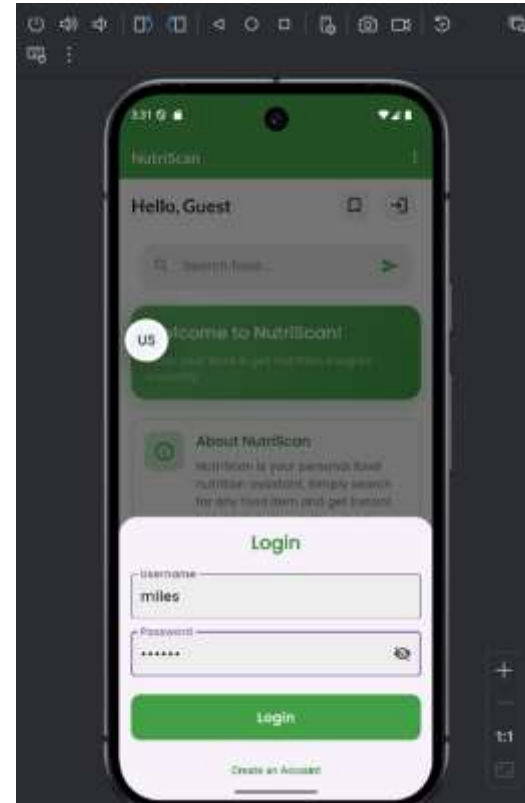 3:31
NutriScan
Hello, Guest
Search food...
Welcome to NutriScan!
US
About NutriScan
NutriScan is your personal food
nutrition assistant. Simply search
for any food item and get instant
Login
Username
miles
Password
••••••
Login
Create an Account
1:1